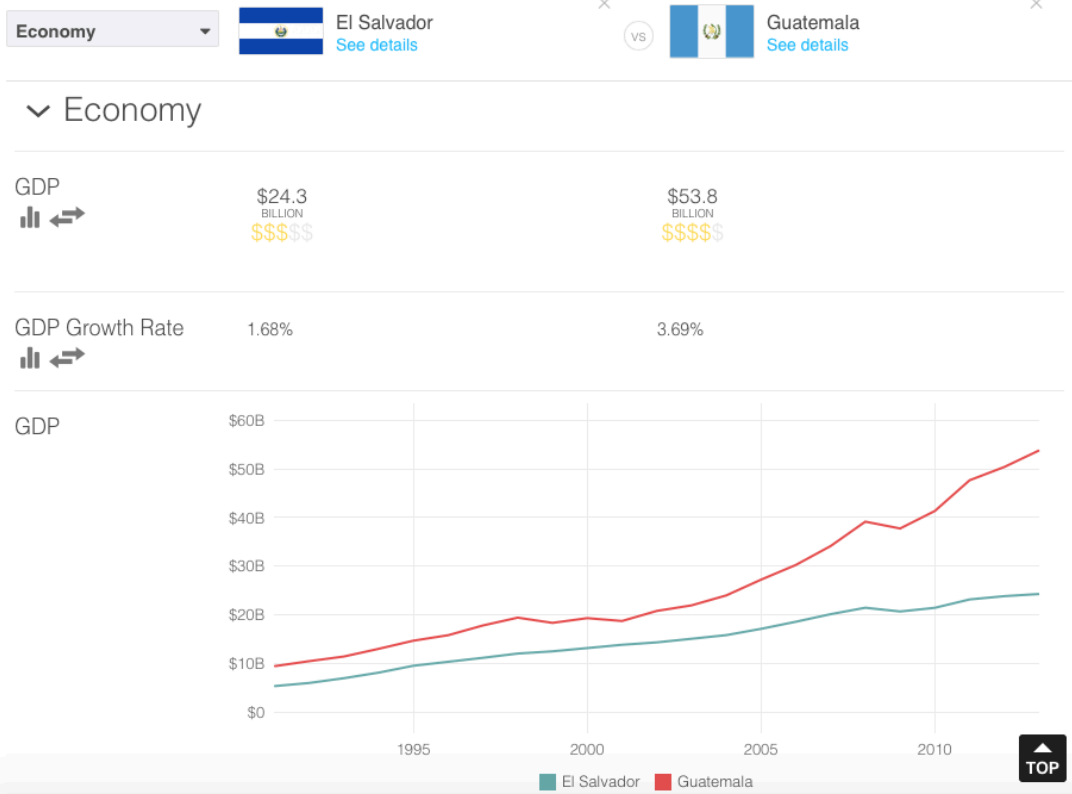 Economy
El Salvador
See details
vs
Guatemala
See details
Economy
GDP
$24.3
BILLION
$$$$$
$53.8
BILLION
$$$$$
GDP Growth Rate
1.68%
3.69%
GDP
$60B
$50B
$40B
$30B
$20B
$10B
$0
1995 2000 2005 2010
El Salvador Guatemala
TOP